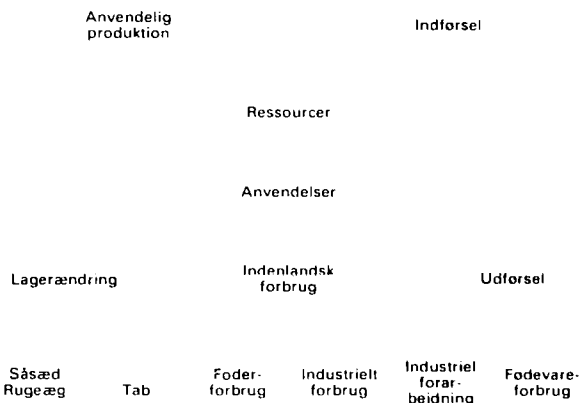 Anvendelig
produktion
Indførsel
Ressourcer
Anvendelser
Lagerændring
Indenlandsk
forbrug
Udførsel
Såsæd
Rugeæg
Tab
Foder-
forbrug
Industrielt
forbrug
Industriel
forar-
bejdning
Fødevare-
forbrug